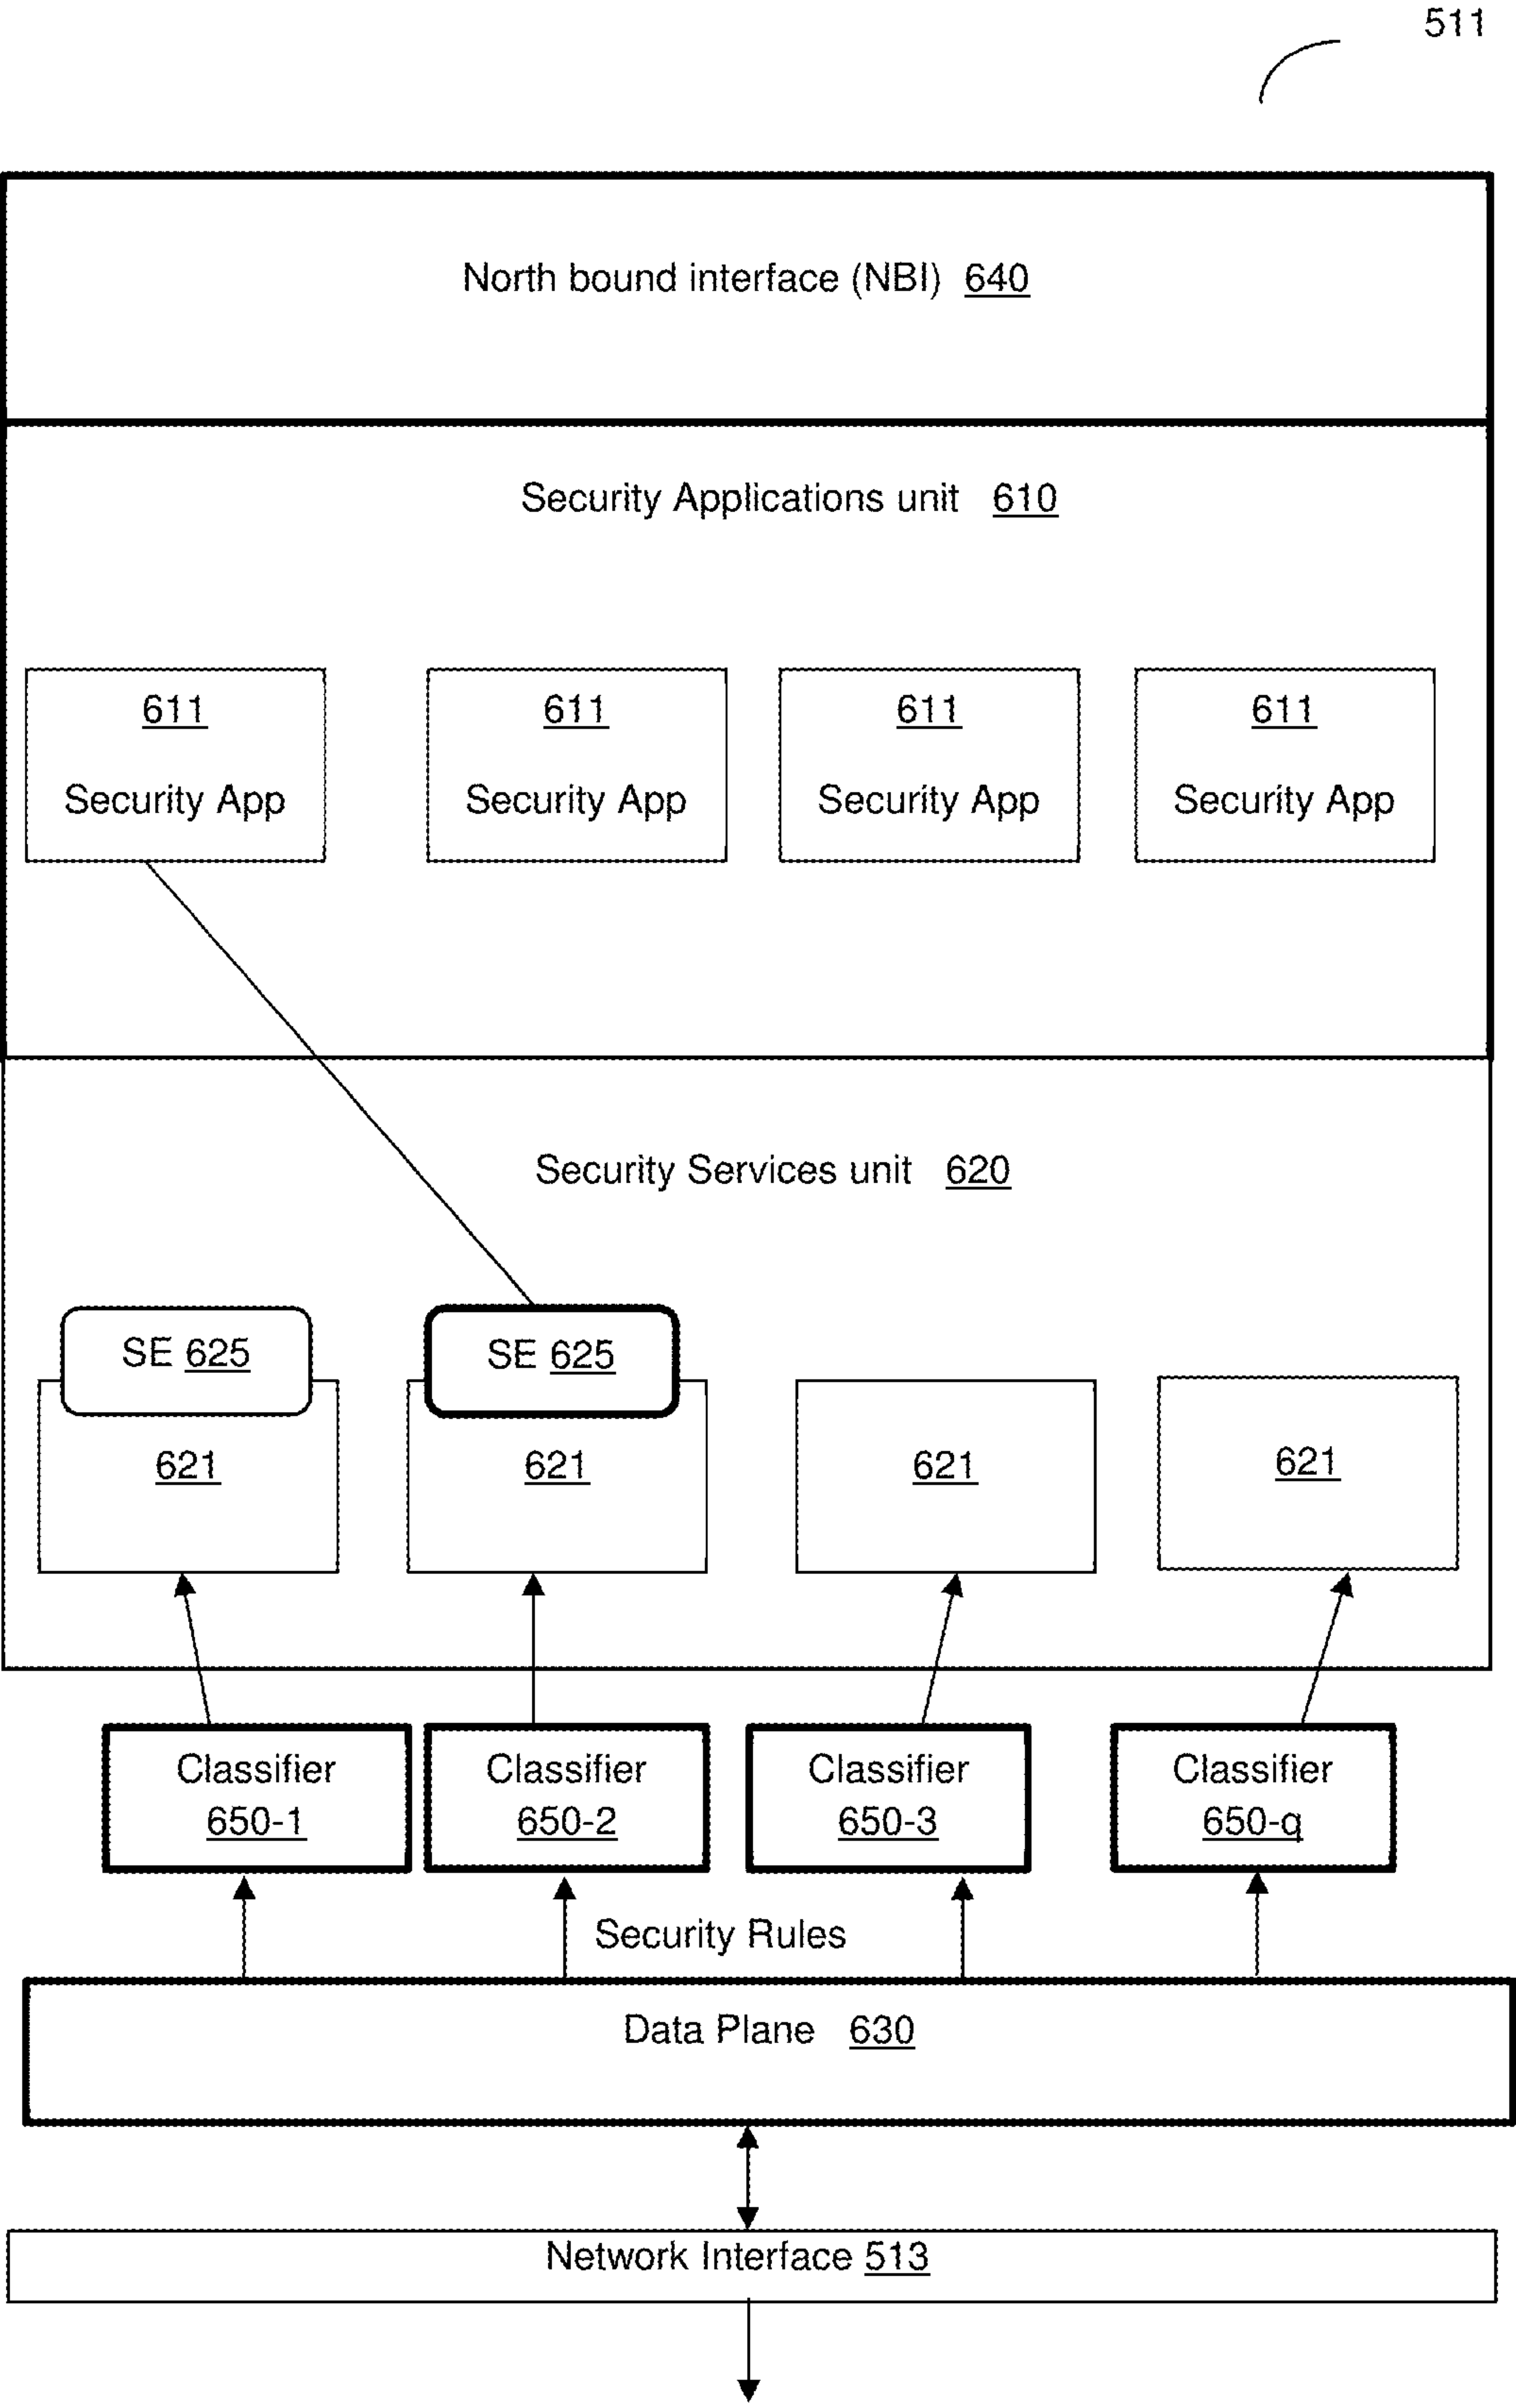 511
North bound interface (NBI) 640
Security Applications unit 610
611
Security App
611
Security App
611
Security App
611
Security App
Security Services unit 620
SE 625
SE 625
621
621
621
621
Classifier
650-1
Classifier
650-2
Classifier
650-3
Classifier
650-q
Security Rules
Data Plane 630
Network Interface 513